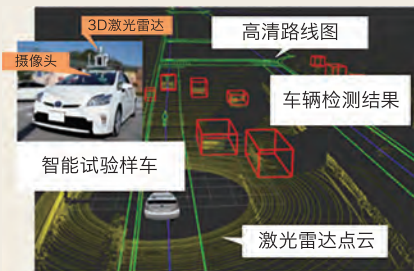 3D激光雷达
摄像头
高清路线图
车辆检测结果
智能试验样车
激光雷达点云